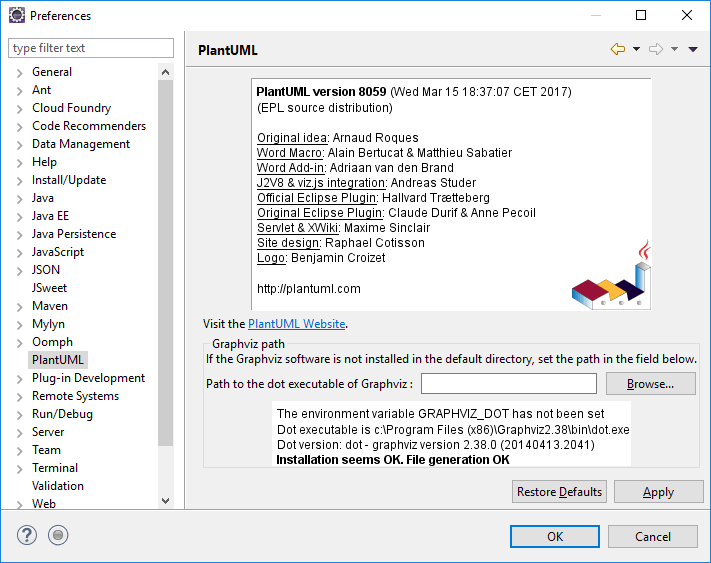 Preferences
type filter text
General
Ant
Cloud Foundry
Code Recommenders
Data Management
Help
Install/Update
Java
Java EE
Java Persistence
JavaScript
JSON
JSweet
Maven
Mylyn
Oomph
PlantUML
Plug-in Development
Remote Systems
Run/Debug
Server
Team
Terminal
Validation
Web
PlantUML
PlantUML version 8059 (Wed Mar 15 18:37:07 CET 2017)
(EPL source distribution)
Original idea: Arnaud Roques
Word Macro: Alain Bertucat & Matthieu Sabatier
Word Add-in: Adriaan van den Brand
J2V8 & viz.js integration: Andreas Studer
Official Eclipse Plugin: Hallvard Trætteberg
Original Eclipse Plugin: Claude Durif & Anne Pecoil
Servlet & XWiki: Maxime Sinclair
Site design: Raphael Cotisson
Logo: Benjamin Croizet
http://plantuml.com
Visit the PlantUML Website.
Graphviz path
If the Graphviz software is not installed in the default directory, set the path in the field below.
Path to the dot executable of Graphviz :
Browse...
The environment variable GRAPHVIZ_DOT has not been set
Dot executable is c:\Program Files (x86)\Graphviz2.38\bin\dot.exe
Dot version: dot - graphviz version 2.38.0 (20140413.2041)
Installation seems OK. File generation OK
Restore Defaults
Apply
?
OK
Cancel